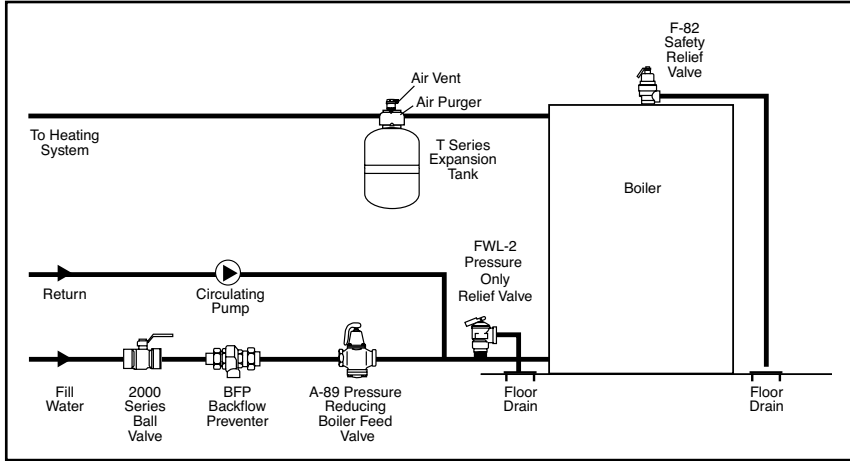 F-82
Safety
Relief
Valve
Air Vent
Air Purger
To Heating
System
T Series
Expansion
Tank
Boiler
FWL-2
Pressure
Only
Relief Valve
Return
Circulating
Pump
Fill
Water
2000
Series
Ball
Valve
BFP
Backflow
Preventer
A-89 Pressure
Reducing
Boiler Feed
Valve
Floor
Drain
Floor
Drain